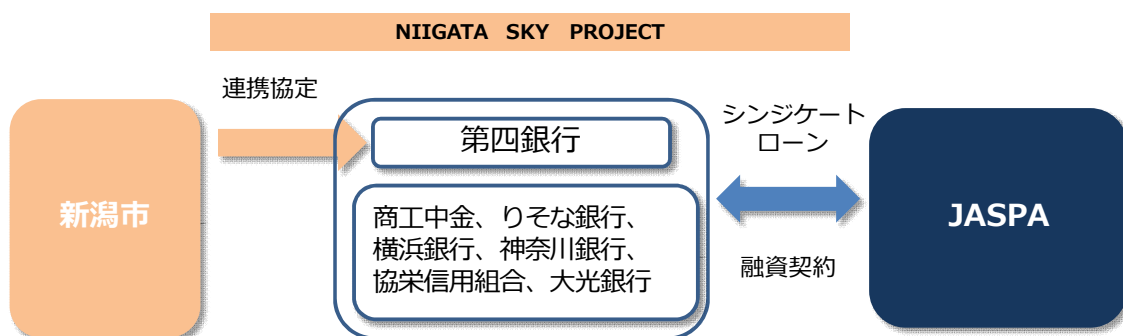 NIIGATA SKY PROJECT
連携協定
新潟市
第四銀行
商工中金、りそな銀行、
横浜銀行、神奈川銀行、
協栄信用組合、大光銀行
シンジケート
ローン
融資契約
JASPA